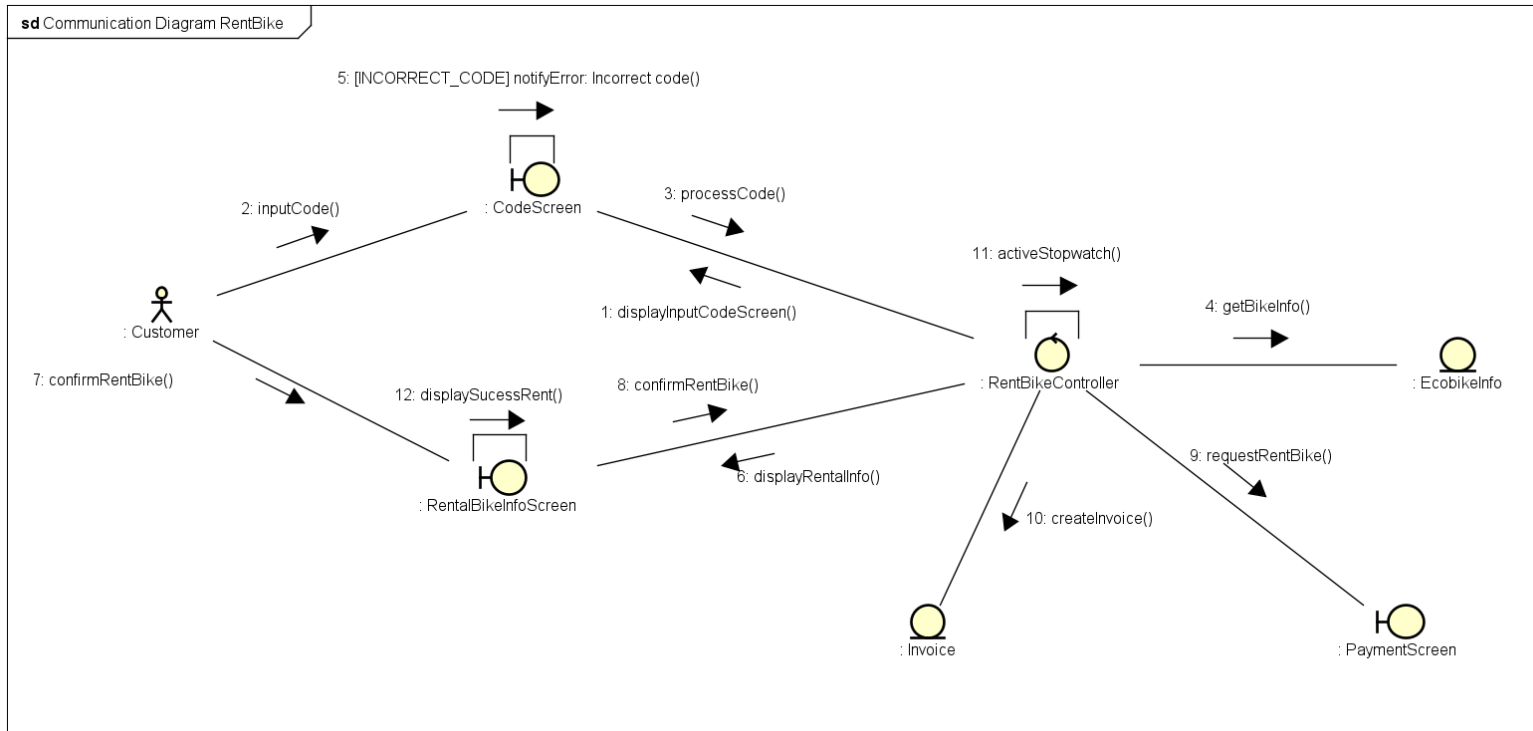 sd Communication Diagram RentBike
5: [INCORRECT_CODE] notifyError: Incorrect code()
3: processCode()
2: inputCode()
: CodeScreen
11: activeStopwatch()
1: displayInputCodeScreen()
4: getBikeInfo()
: Customer
7: confirmRentBike()
12: displaySucessRent()
8: confirmRentBike()
: RentBikeController
: EcobikeInfo
9: requestRentBike()
6: displayRentalInfo()
: RentalBikeInfoScreen
10: createInvoice()
: Invoice
: PaymentScreen